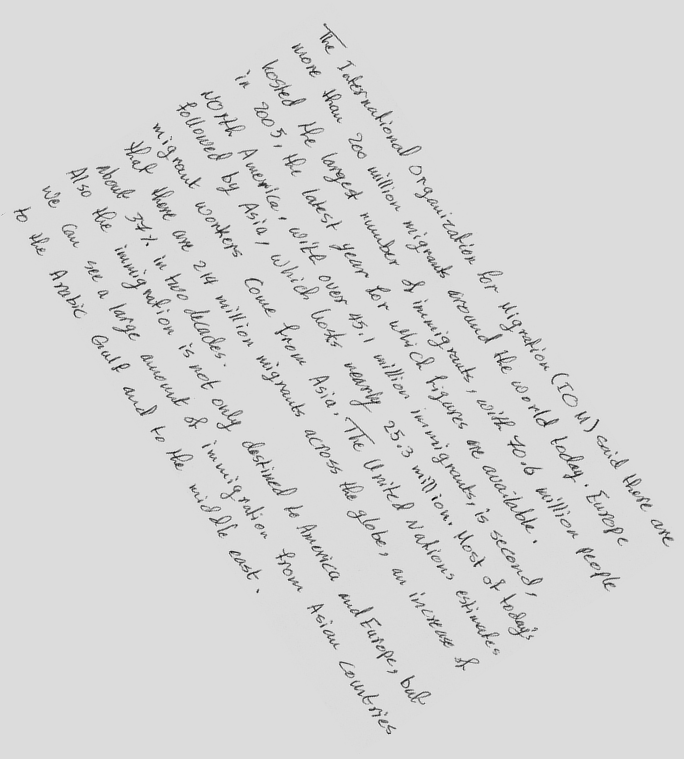 The International organization for Migration (IOM) said there are
more than 200 million migrants around the world today. Europe
hosted the largest number of immigrants, with 70.6 million people
in 2005, the latest year for which figures are available.
North America, with over 45.1 million immigrants, is second,
followed by Asia, which hosts nearly 25.3 million. Most of today's
migrant workers come from Asia. The United Nations estimates
that there are 214 million migrants across the globe, an increase of
about 37% in two decades.
Also the immigration is not only destined to America and Europe, but
we can see a large amount of immigration from Asian countries
to the Arabic Gulf and to the middle east.